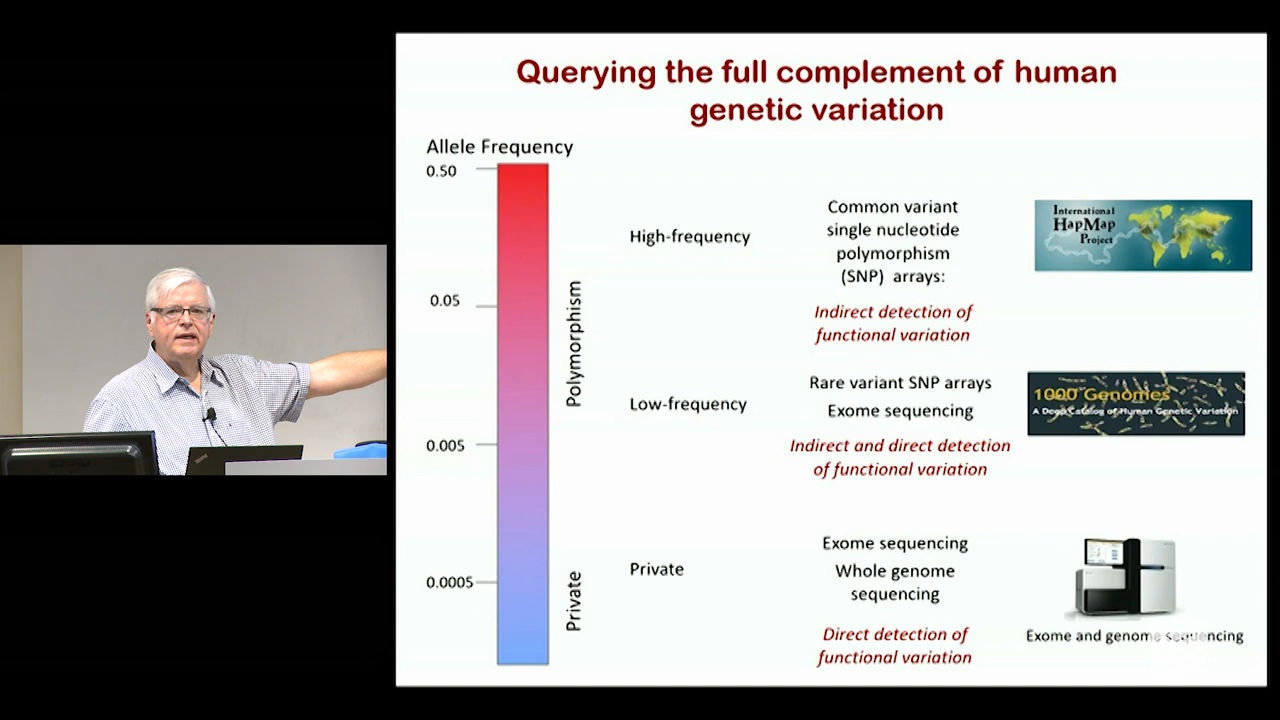 Querying the full complement of human
genetic variation
Allele Frequency
0.50
0.05
0.005
0.0005
Polymorphism
Private
High-frequency
Common variant
single nucleotide
polymorphism
(SNP) arrays:
Indirect detection of
functional variation
International
HapMap
Project
Low-frequency
Rare variant SNP arrays
Exome sequencing
Indirect and direct detection
of functional variation
1000 Genomes
A Deep Catalog of Human Genetic Variation
Private
Exome sequencing
Whole genome
sequencing
Direct detection of
functional variation
Exome and genome sequencing